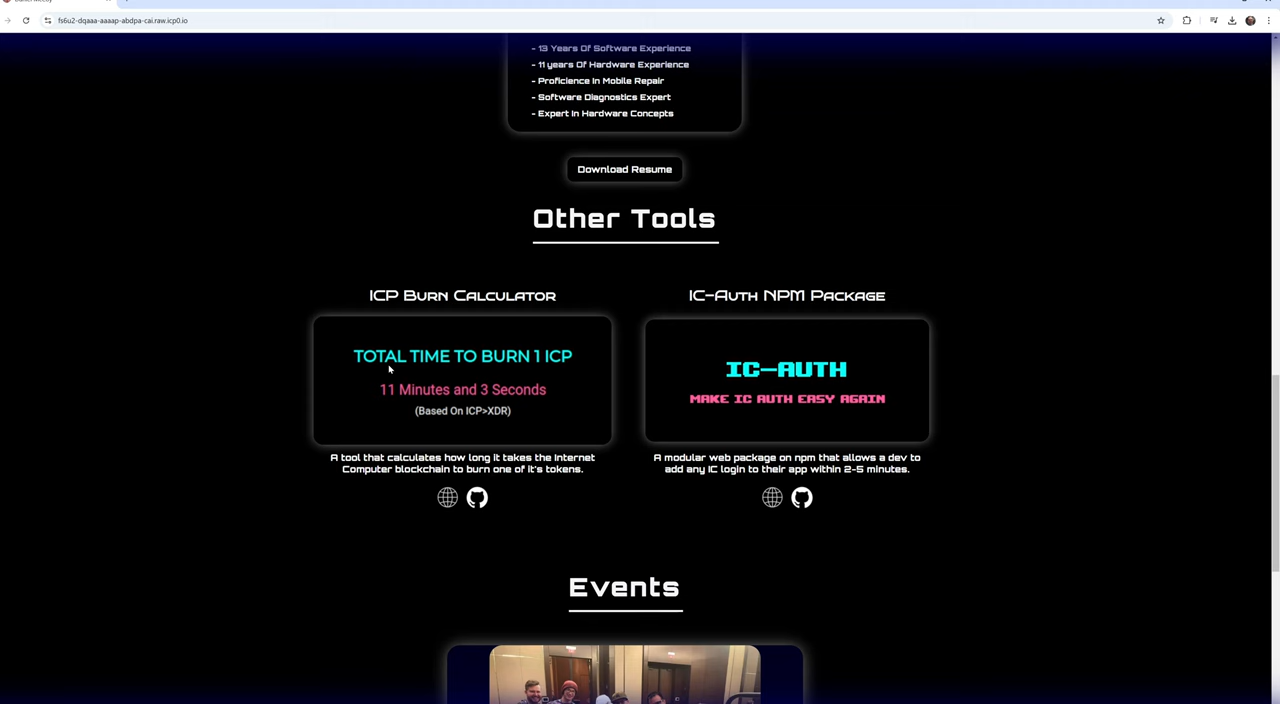 fs6u2-dqaaa-aaaap-abdpa-cai.raw.icp0.io
- 13 Years Of Software Experience
- 11 years Of Hardware Experience
- Proficience In Mobile Repair
- Software Diagnostics Expert
- Expert In Hardware Concepts
Download Resume
Other Tools
ICP Burn Calculator
TOTAL TIME TO BURN 1 ICP
11 Minutes and 3 Seconds
(Based On ICP>XDR)
A tool that calculates how long it takes the Internet
Computer blockchain to burn one of it's tokens.
IC-Auth NPM Package
IC-AUTH
MAKE IC AUTH EASY AGAIN
A modular web package on npm that allows a dev to
add any IC login to their app within 2-5 minutes.
Events